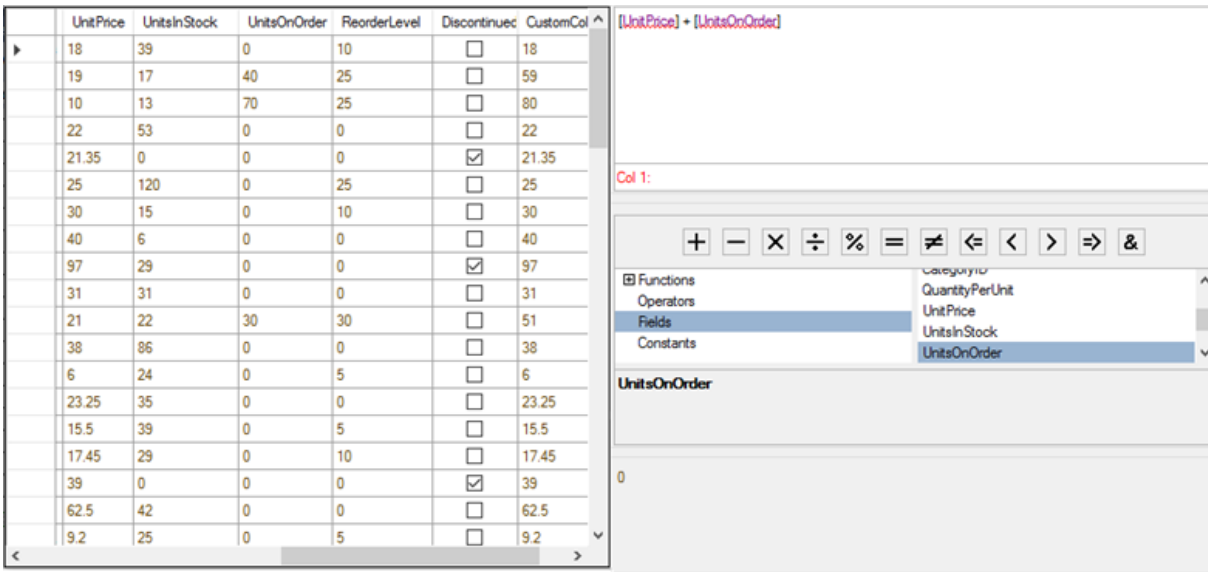 UnitPrice UnitsInStock UnitsOnOrder ReorderLevel Discontinued CustomCol
18 39 0 10 18
19 17 40 25 59
10 13 70 25 80
22 53 0 0 22
21.35 0 0 0 21.35
25 120 0 25 25
30 15 0 10 30
40 6 0 0 40
97 29 0 0 97
31 31 0 0 31
21 22 30 30 51
38 86 0 0 38
6 24 0 5 6
23.25 35 0 0 23.25
15.5 39 0 5 15.5
17.45 29 0 10 17.45
39 0 0 0 39
62.5 42 0 0 62.5
9.2 25 0 5 9.2
[UnitPrice] + [UnitsOnOrder]
Col 1:
+ − × ÷ % = ≠ <= < > => &
Functions
Operators
Fields
Constants
CategoryID
QuantityPerUnit
UnitPrice
UnitsInStock
UnitsOnOrder
UnitsOnOrder
0